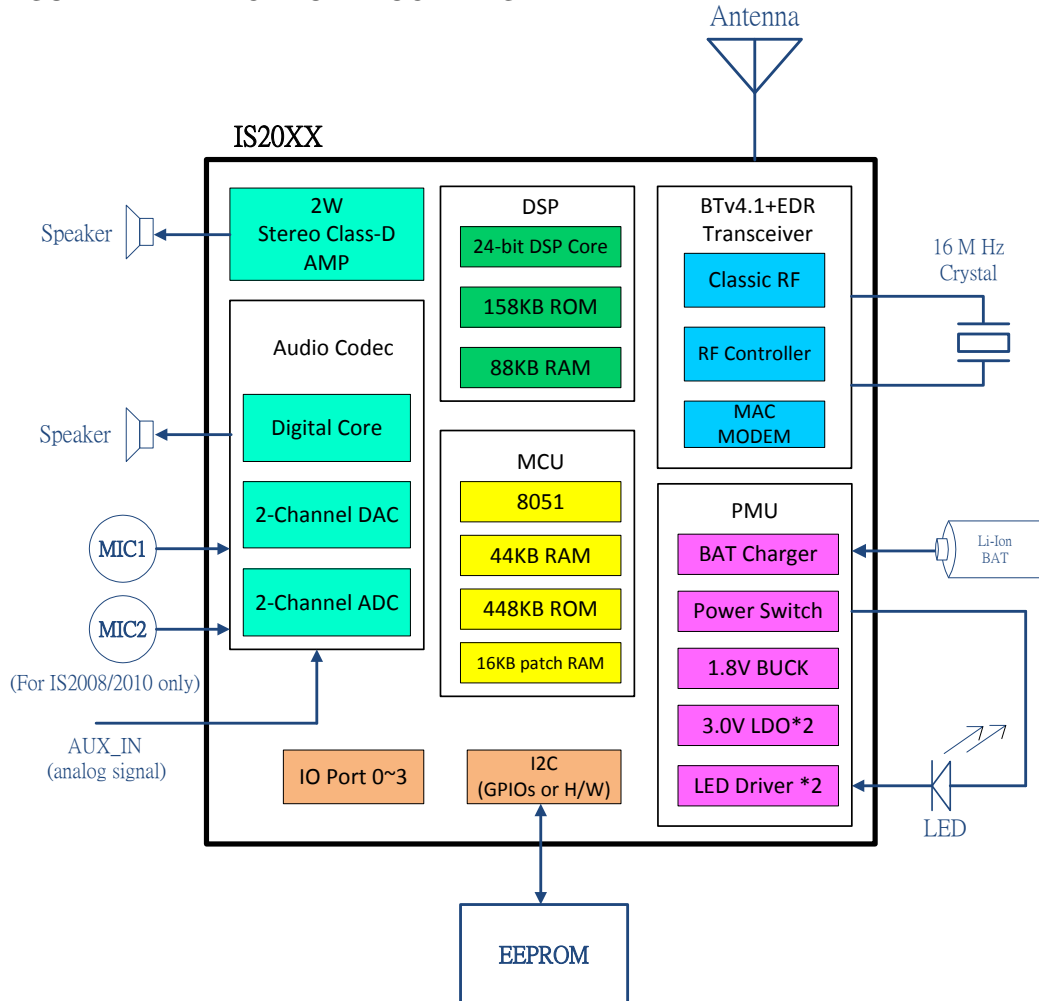 Antenna
IS20XX
Speaker
2W
Stereo Class-D
AMP
DSP
24-bit DSP Core
158KB ROM
88KB RAM
BTv4.1+EDR
Transceiver
Classic RF
RF Controller
MAC
MODEM
16 M Hz
Crystal
Audio Codec
Digital Core
2-Channel DAC
2-Channel ADC
Speaker
MIC1
MIC2
(For IS2008/2010 only)
AUX_IN
(analog signal)
MCU
8051
44KB RAM
448KB ROM
16KB patch RAM
PMU
BAT Charger
Power Switch
1.8V BUCK
3.0V LDO*2
LED Driver *2
Li-Ion
BAT
LED
IO Port 0~3
I2C
(GPIOs or H/W)
EEPROM